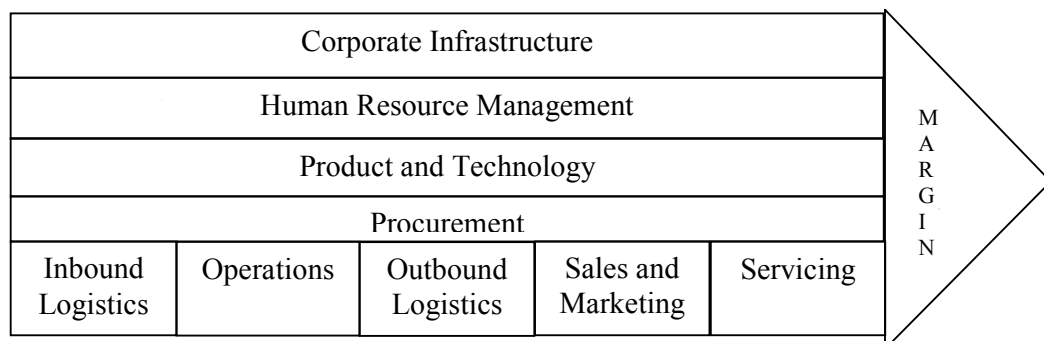 Corporate Infrastructure
Human Resource Management
Product and Technology
Procurement
Inbound
Logistics
Operations
Outbound
Logistics
Sales and
Marketing
Servicing
M
A
R
G
I
N